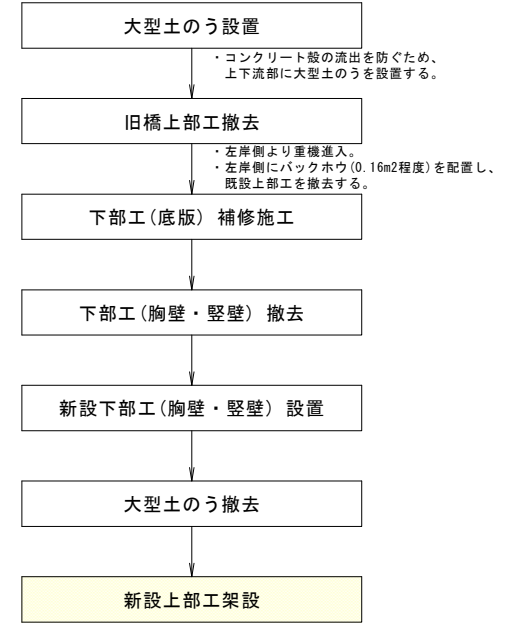 大型土のう設置
・コンクリート殻の流出を防ぐため、
上下流部に大型土のうを設置する。
旧橋上部工撤去
・左岸側より重機進入。
・左岸側にバックホウ(0.16m2程度)を配置し、
既設上部工を撤去する。
下部工(底版) 補修施工
下部工(胸壁・竪壁) 撤去
新設下部工(胸壁・竪壁) 設置
大型土のう撤去
新設上部工架設